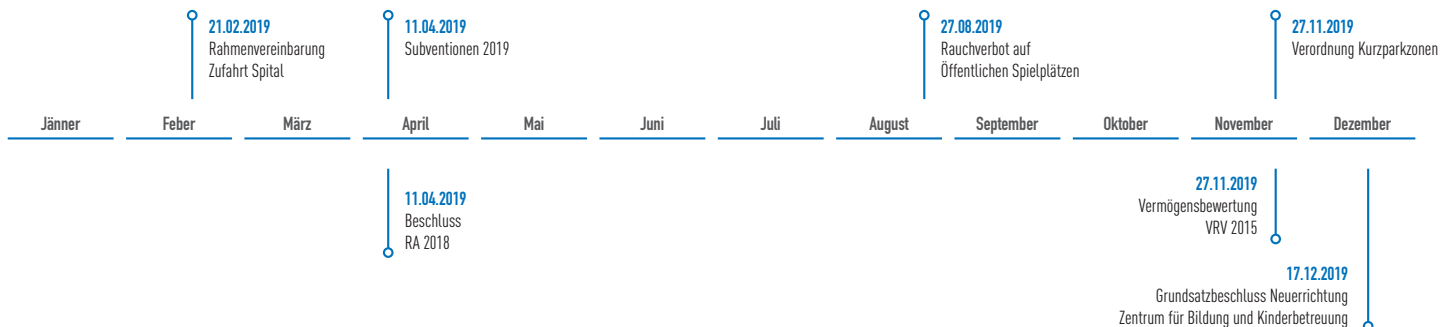 21.02.2019
Rahmenvereinbarung
Zufahrt Spital
11.04.2019
Subventionen 2019
27.08.2019
Rauchverbot auf
Öffentlichen Spielplätzen
27.11.2019
Verordnung Kurzparkzonen
Jänner Feber März April Mai Juni Juli August September Oktober November Dezember
11.04.2019
Beschluss
RA 2018
27.11.2019
Vermögensbewertung
VRV 2015
17.12.2019
Grundsatzbeschluss Neuerrichtung
Zentrum für Bildung und Kinderbetreuung